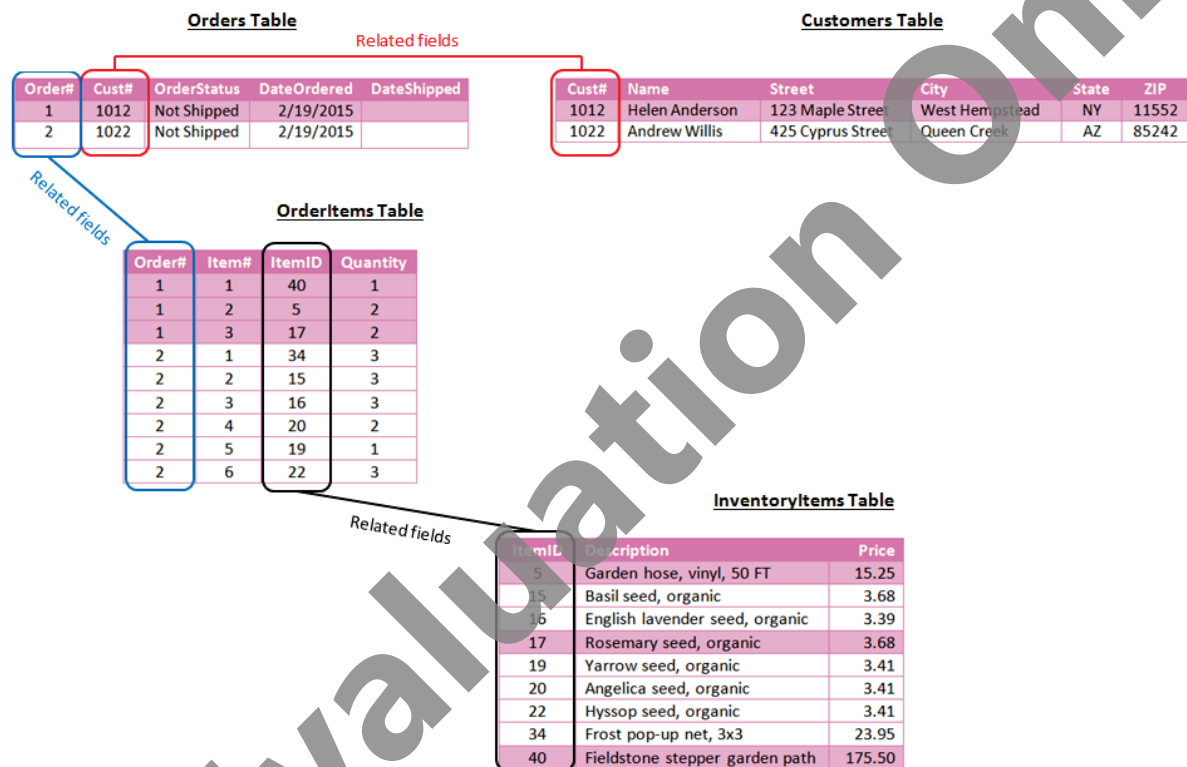 Orders Table
Customers Table
Related fields
Order# Cust# OrderStatus DateOrdered DateShipped
1 1012 Not Shipped 2/19/2015
2 1022 Not Shipped 2/19/2015
Cust# Name Street City State ZIP
1012 Helen Anderson 123 Maple Street West Hempstead NY 11552
1022 Andrew Willis 425 Cyprus Street Queen Creek AZ 85242
Related fields
OrderItems Table
Order# Item# ItemID Quantity
1 1 40 1
1 2 5 2
1 3 17 2
2 1 34 3
2 2 15 3
2 3 16 3
2 4 20 2
2 5 19 1
2 6 22 3
Related fields
InventoryItems Table
ItemID Description Price
5 Garden hose, vinyl, 50 FT 15.25
15 Basil seed, organic 3.68
16 English lavender seed, organic 3.39
17 Rosemary seed, organic 3.68
19 Yarrow seed, organic 3.41
20 Angelica seed, organic 3.41
22 Hyssop seed, organic 3.41
34 Frost pop-up net, 3x3 23.95
40 Fieldstone stepper garden path 175.50